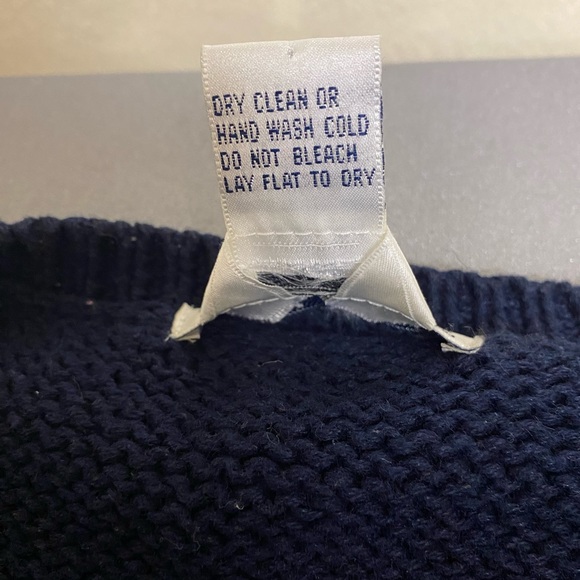 DRY CLEAN OR
HAND WASH COLD
DO NOT BLEACH
LAY FLAT TO DRY